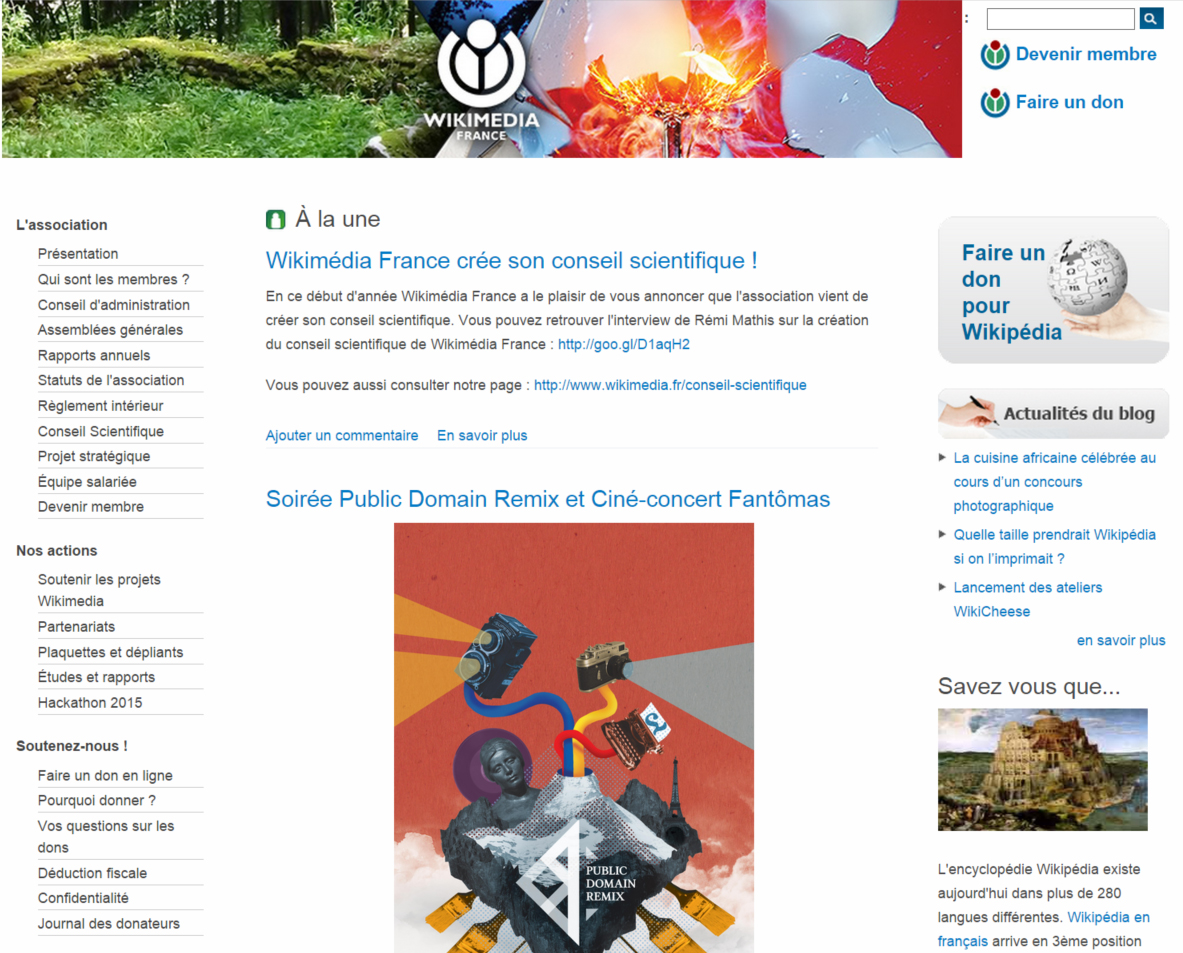 WIKIMEDIA
FRANCE
:
Devenir membre
Faire un don
L'association
Présentation
Qui sont les membres ?
Conseil d'administration
Assemblées générales
Rapports annuels
Statuts de l'association
Règlement intérieur
Conseil Scientifique
Projet stratégique
Équipe salariée
Devenir membre
Nos actions
Soutenir les projets
Wikimedia
Partenariats
Plaquettes et dépliants
Études et rapports
Hackathon 2015
Soutenez-nous !
Faire un don en ligne
Pourquoi donner ?
Vos questions sur les
dons
Déduction fiscale
Confidentialité
Journal des donateurs
À la une
Wikimédia France crée son conseil scientifique !
En ce début d'année Wikimédia France a le plaisir de vous annoncer que l'association vient de
créer son conseil scientifique. Vous pouvez retrouver l'interview de Rémi Mathis sur la création
du conseil scientifique de Wikimédia France : http://goo.gl/D1aqH2
Vous pouvez aussi consulter notre page : http://www.wikimedia.fr/conseil-scientifique
Ajouter un commentaire En savoir plus
Soirée Public Domain Remix et Ciné-concert Fantômas
PUBLIC
DOMAIN
REMIX
Faire un
don
pour
Wikipédia
Actualités du blog
La cuisine africaine célébrée au
cours d'un concours
photographique
Quelle taille prendrait Wikipédia
si on l'imprimait ?
Lancement des ateliers
WikiCheese
en savoir plus
Savez vous que...
L'encyclopédie Wikipédia existe
aujourd'hui dans plus de 280
langues différentes. Wikipédia en
français arrive en 3ème position